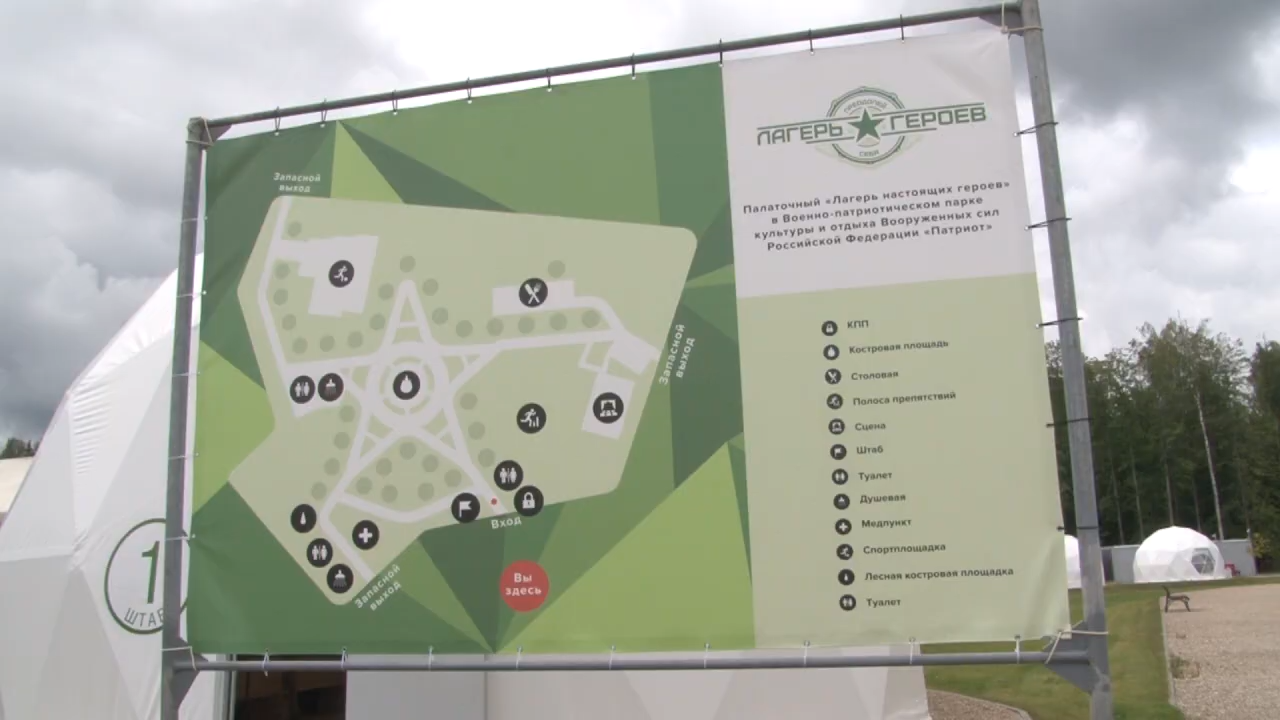 Запасной
выход
Запасной
выход
Вход
Запасной
выход
Вы
здесь
ПРЕОДОЛЕЙ
ЛАГЕРЬ ГЕРОЕВ
СЕБЯ
Палаточный «Лагерь настоящих героев»
в Военно-патриотическом парке
культуры и отдыха Вооруженных сил
Российской Федерации «Патриот»
КПП
Костровая площадь
Столовая
Полоса препятствий
Сцена
Штаб
Туалет
Душевая
Медпункт
Спортплощадка
Лесная костровая площадка
Туалет
1
ШТАБ